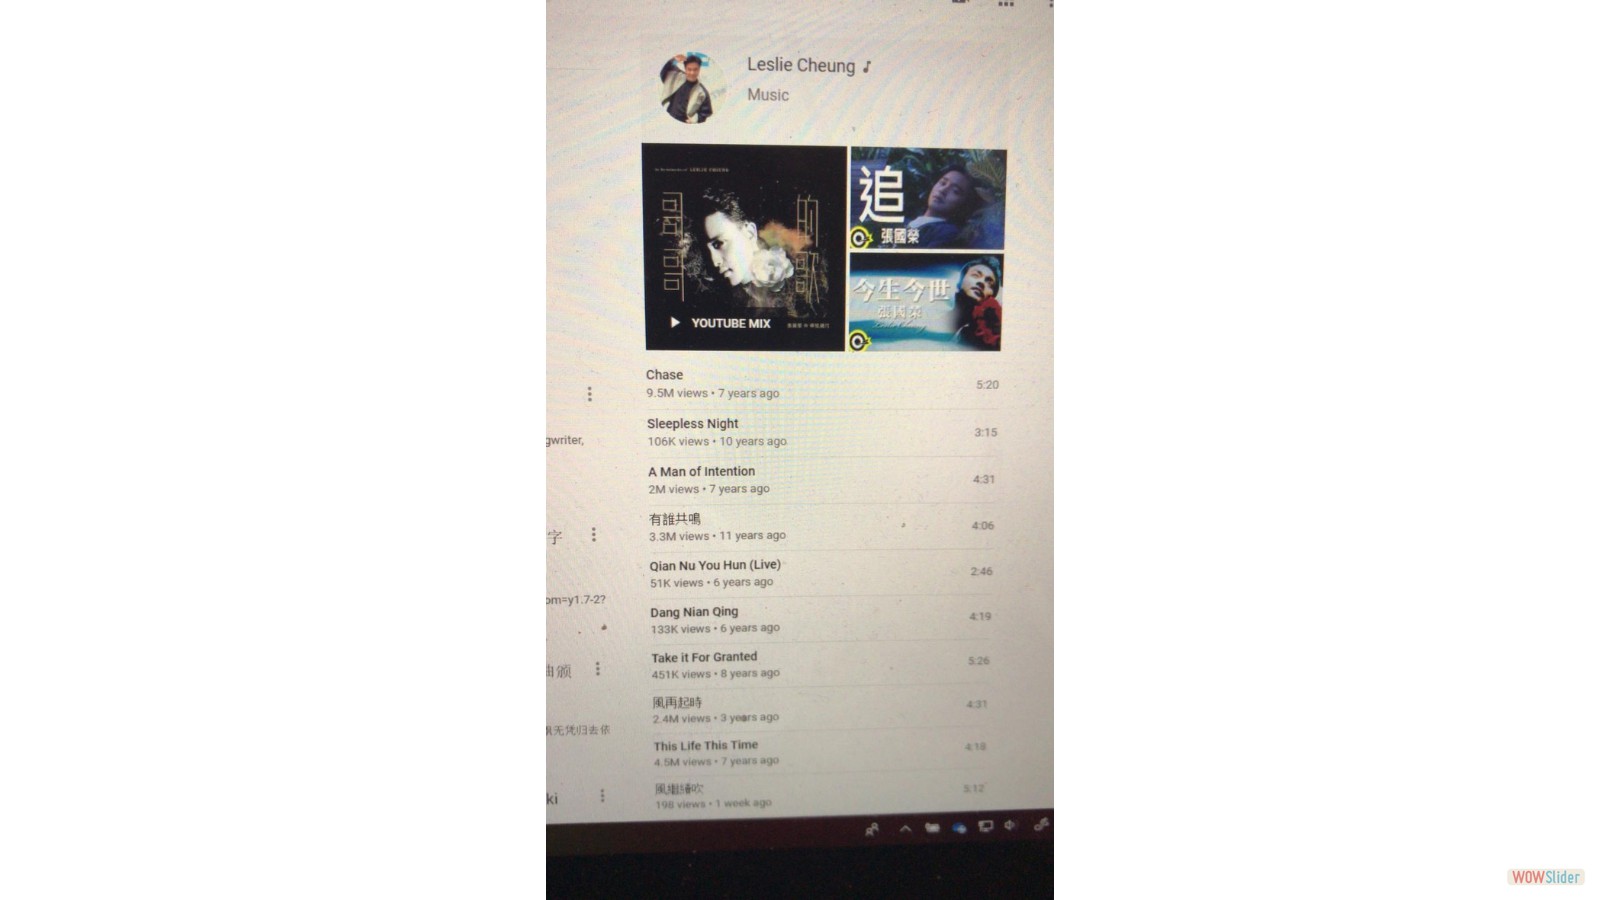 Leslie Cheung
Music
哥哥的歌
YOUTUBE MIX
追
張國榮
今生今世
張國榮
Leslie Cheung
Chase
5:20
9.5M views • 7 years ago
Sleepless Night
3:15
106K views • 10 years ago
A Man of Intention
4:31
2M views • 7 years ago
gwriter,
有誰共鳴
4:06
3.3M views • 11 years ago
字
Qian Nu You Hun (Live)
2:46
51K views • 6 years ago
om=y1.7-2?
Dang Nian Qing
4:19
133K views • 6 years ago
Take it For Granted
5:26
451K views • 8 years ago
由颁
風再起時
4:31
2.4M views • 3 years ago
无凭归去依
This Life This Time
4:18
4.5M views • 7 years ago
ki
風繼續吹
5:12
198 views • 1 week ago
WOWSlider